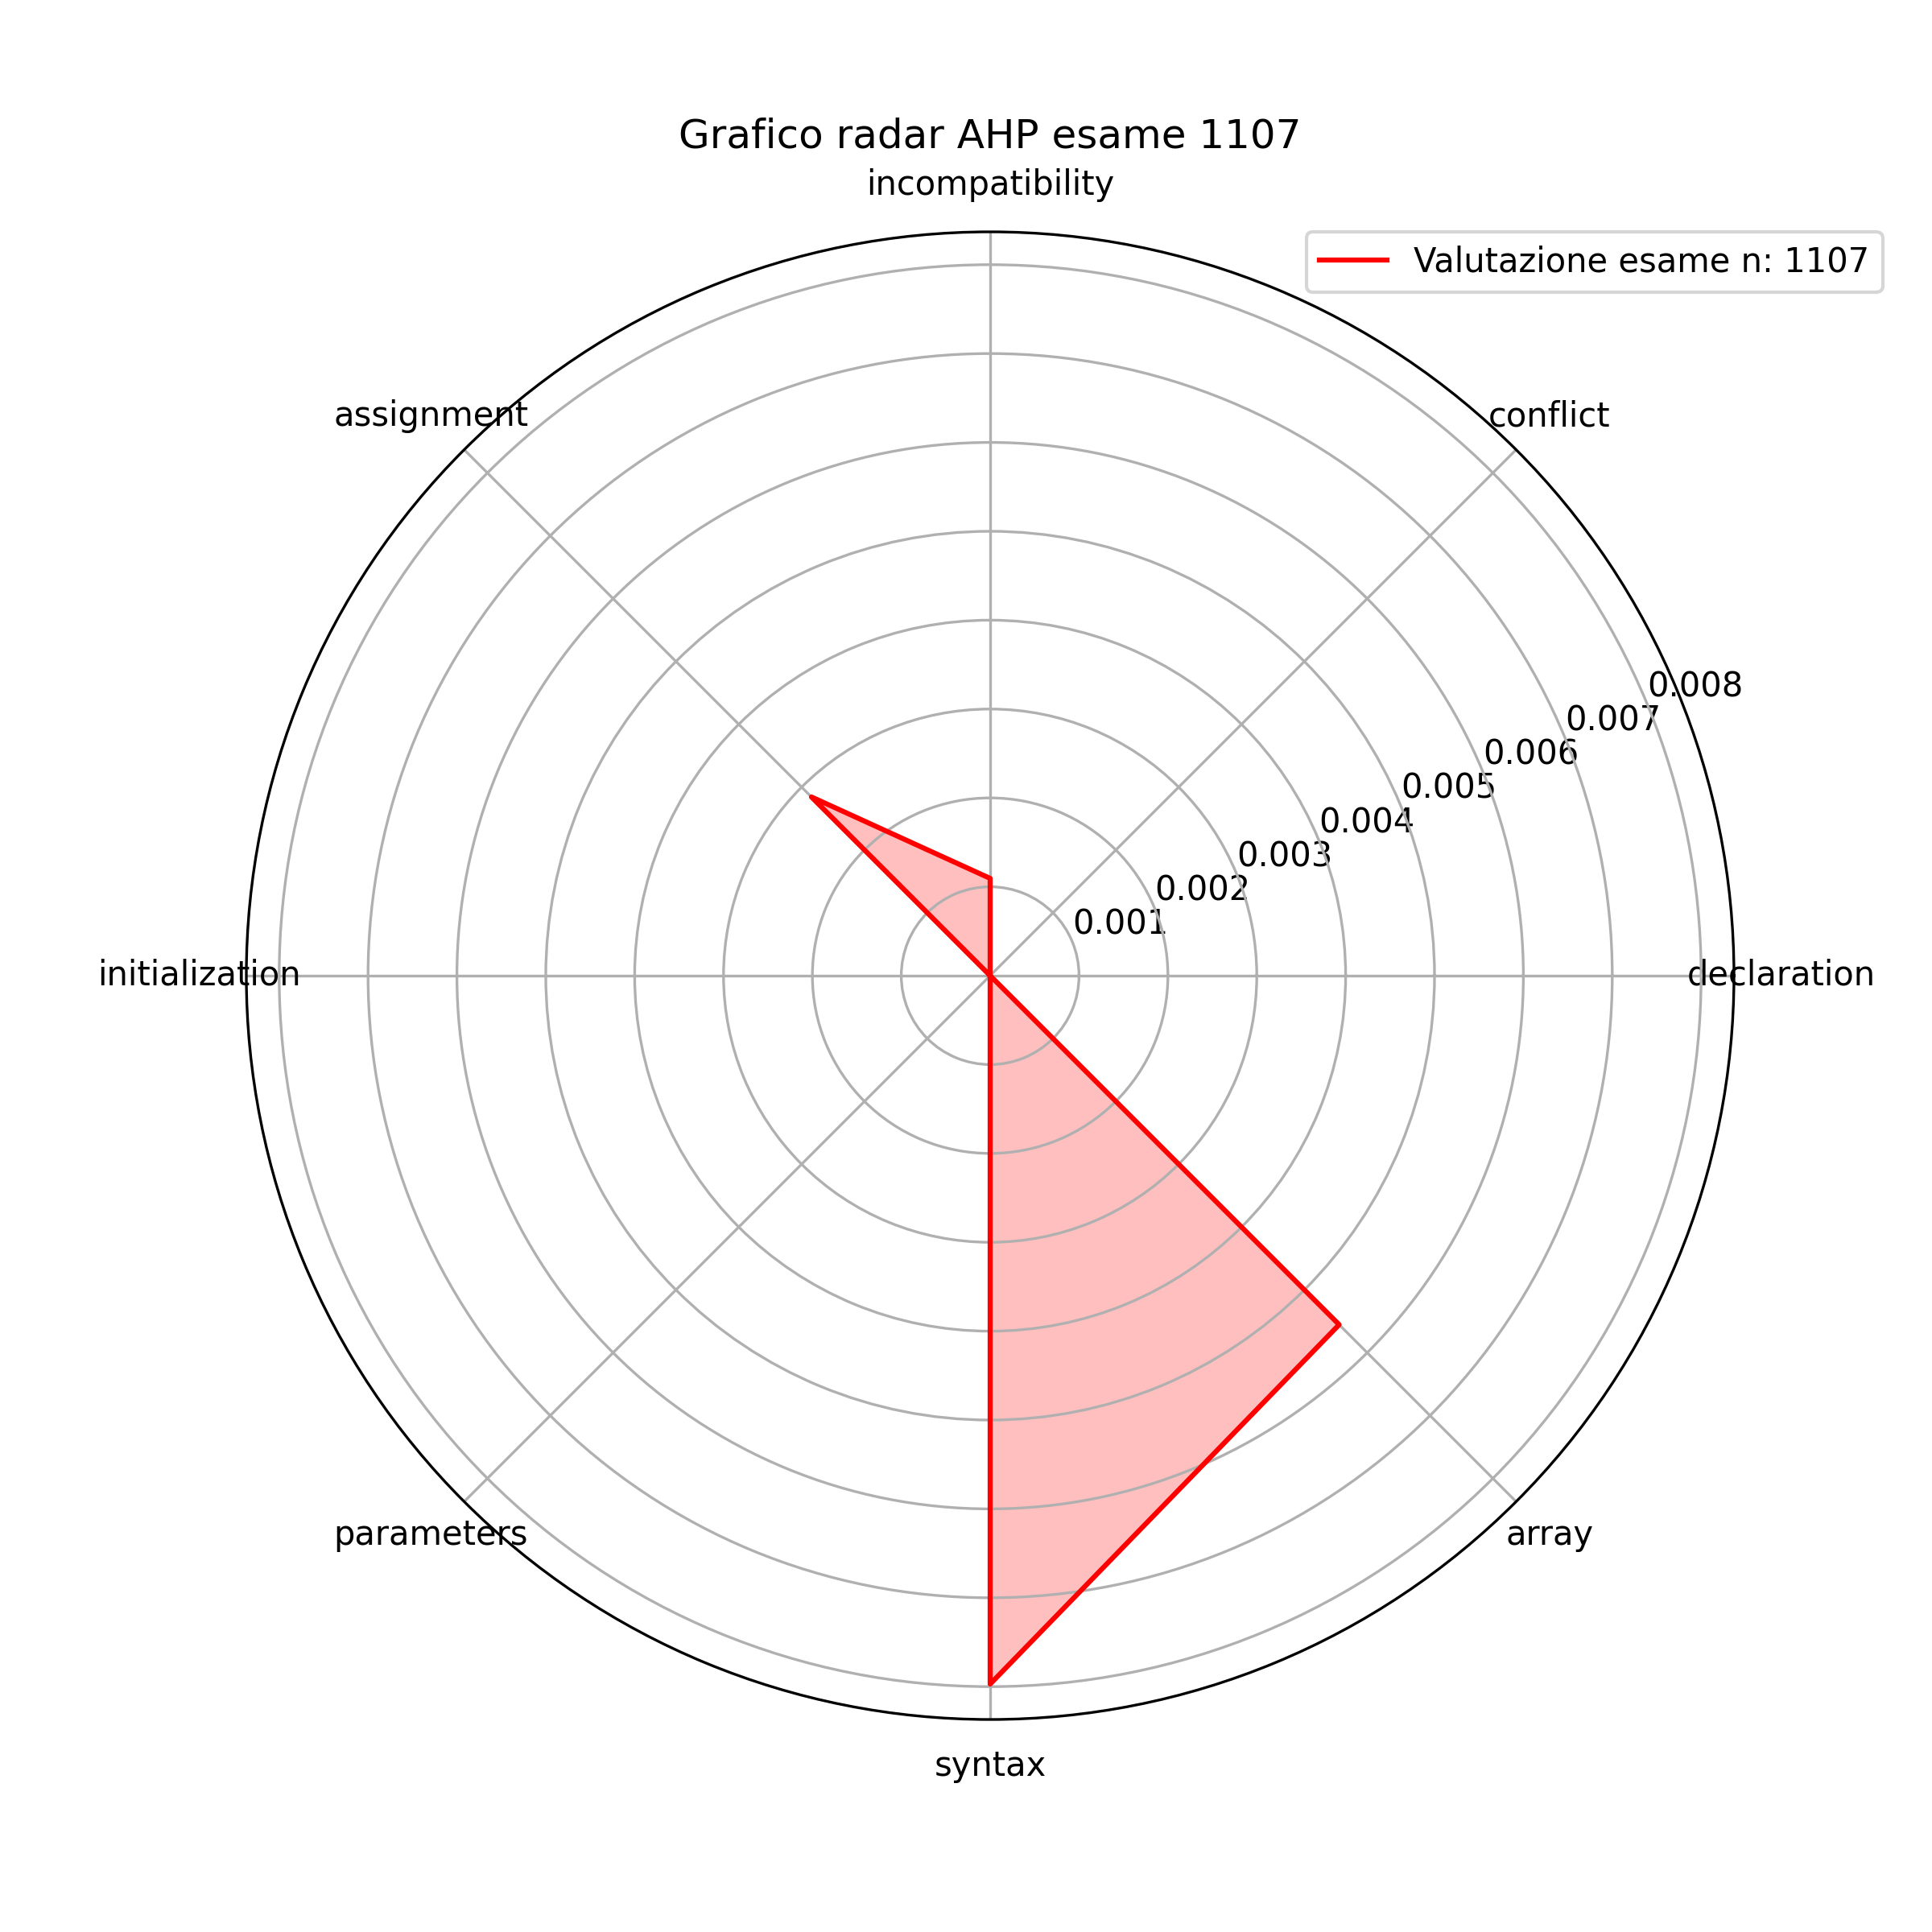 Grafico radar AHP esame 1107
incompatibility
Valutazione esame n: 1107
assignment
conflict
0.008
0.007
0.006
0.005
0.004
0.003
0.002
0.001
initialization
declaration
parameters
array
syntax